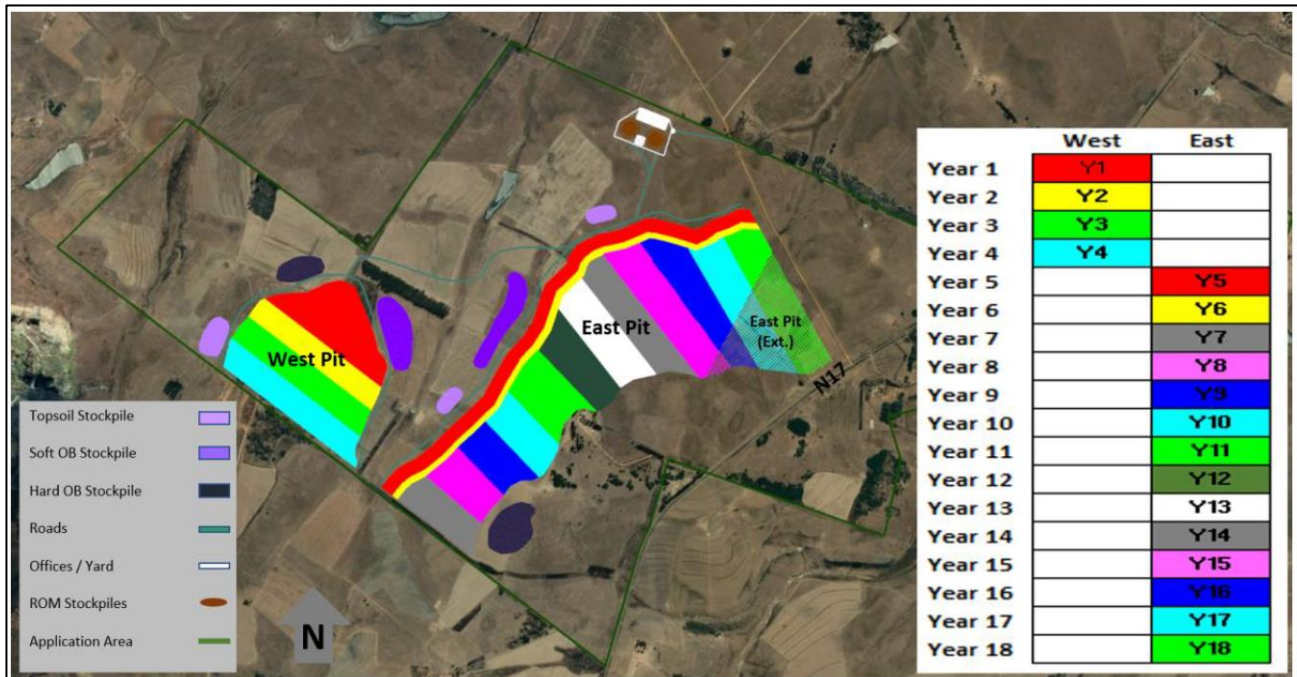 West Pit
East Pit
East Pit
(Ext.)
N17
Topsoil Stockpile
Soft OB Stockpile
Hard OB Stockpile
Roads
Offices / Yard
ROM Stockpiles
Application Area
N
West East
Year 1 Y1
Year 2 Y2
Year 3 Y3
Year 4 Y4
Year 5 Y5
Year 6 Y6
Year 7 Y7
Year 8 Y8
Year 9 Y9
Year 10 Y10
Year 11 Y11
Year 12 Y12
Year 13 Y13
Year 14 Y14
Year 15 Y15
Year 16 Y16
Year 17 Y17
Year 18 Y18